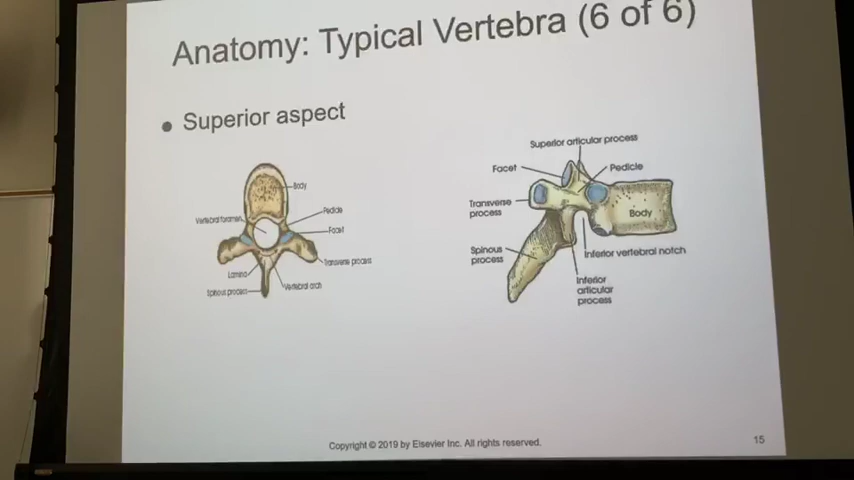 Anatomy: Typical Vertebra (6 of 6)
• Superior aspect
Body
Vertebral foramen
Pedicle
Facet
Transverse process
Lamina
Spinous process
Vertebral arch
Superior articular process
Facet
Pedicle
Transverse
process
Body
Spinous
process
Inferior vertebral notch
Inferior
articular
process
Copyright © 2019 by Elsevier Inc. All rights reserved.
15